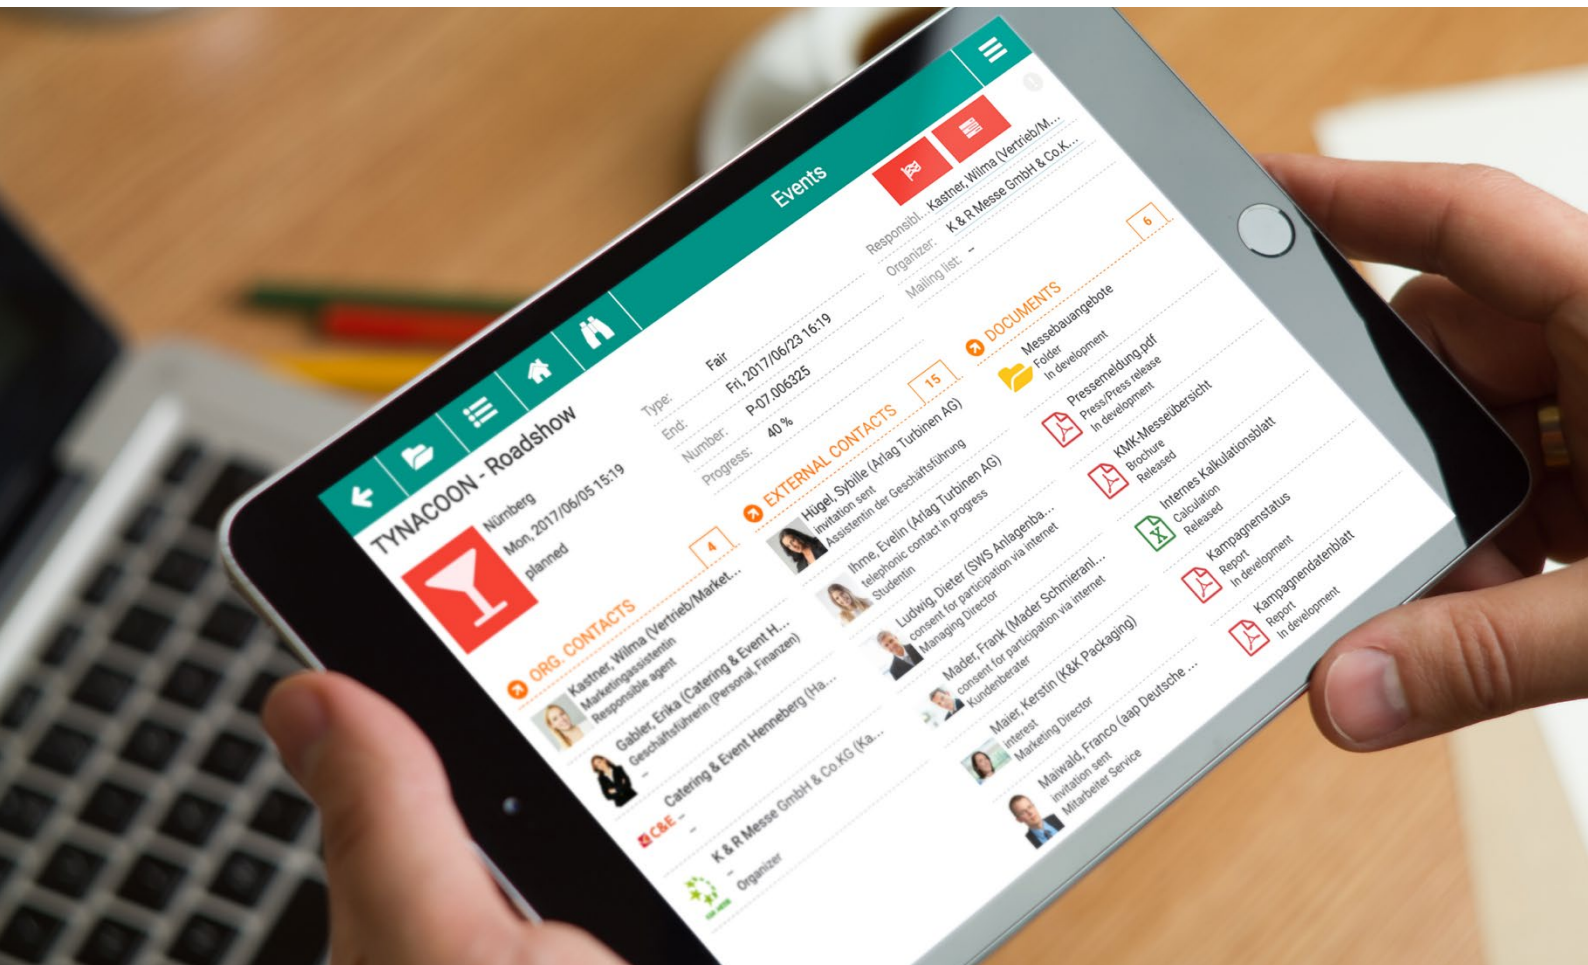 Events
TYNACOON - Roadshow
Nürnberg
Mon, 2017/06/05 15:19
planned
Type: Fair
End: Fri, 2017/06/23 16:19
Number: P-07.006325
Progress: 40 %
Responsibl... Kastner, Wilma (Vertrieb/M...
Organizer: K & R Messe GmbH & Co.K...
Mailing list: –
ORG. CONTACTS 4
Kastner, Wilma (Vertrieb/Market...
Marketingassistentin
Responsible agent
Gabler, Erika (Catering & Event H...
Geschäftsführerin (Personal, Finanzen)
–
Catering & Event Henneberg (Ha...
C&E –
–
K & R Messe GmbH & Co.KG (Ka...
–
Organizer
EXTERNAL CONTACTS 15
Hügel, Sybille (Arlag Turbinen AG)
invitation sent
Assistentin der Geschäftsführung
Ihme, Evelin (Arlag Turbinen AG)
telephonic contact in progress
Studentin
Ludwig, Dieter (SWS Anlagenba...
consent for participation via internet
Managing Director
Mader, Frank (Mader Schmieranl...
consent for participation via internet
Kundenberater
Maier, Kerstin (K&K Packaging)
interest
Marketing Director
Maiwald, Franco (aap Deutsche ...
invitation sent
Mitarbeiter Service
DOCUMENTS 6
Messebauangebote
Folder
In development
Pressemeldung.pdf
Press/Press release
In development
KMK-Messeübersicht
Brochure
Released
Internes Kalkulationsblatt
Calculation
Released
Kampagnenstatus
Report
In development
Kampagnendatenblatt
Report
In development